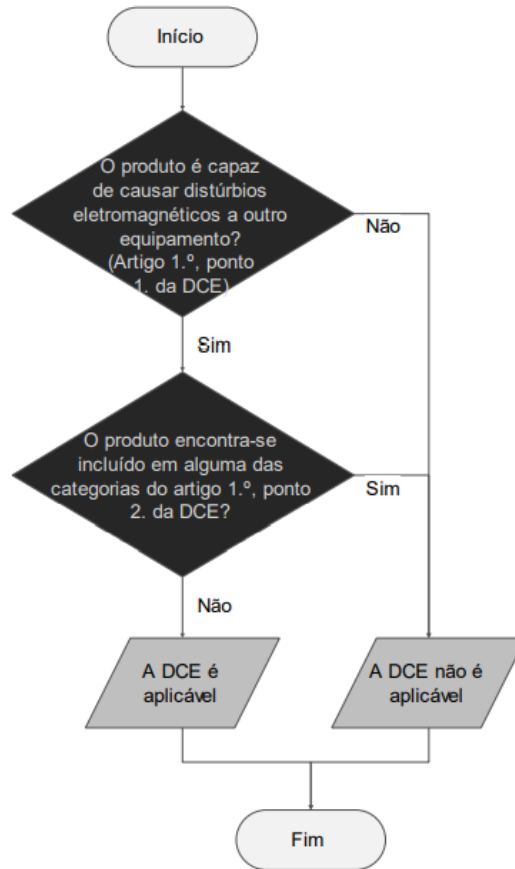 Início
O produto é capaz
de causar distúrbios
eletromagnéticos a outro
equipamento?
(Artigo 1.º, ponto
1. da DCE)
Não
Sim
O produto encontra-se
incluído em alguma das
categorias do artigo 1.º, ponto
2. da DCE?
Sim
Não
A DCE é
aplicável
A DCE não é
aplicável
Fim